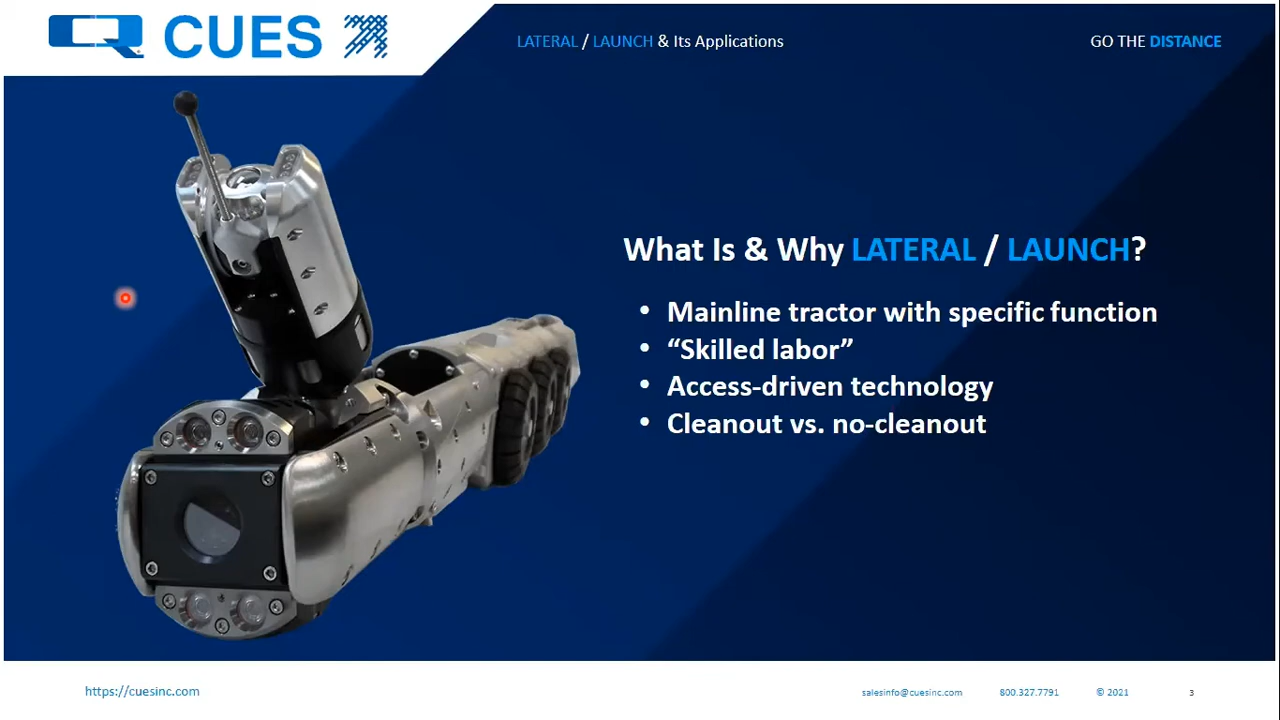 CUES
LATERAL / LAUNCH & Its Applications
GO THE DISTANCE
What Is & Why LATERAL / LAUNCH?
• Mainline tractor with specific function
• “Skilled labor”
• Access-driven technology
• Cleanout vs. no-cleanout
https://cuesinc.com
salesinfo@cuesinc.com
800.327.7791
© 2021
3